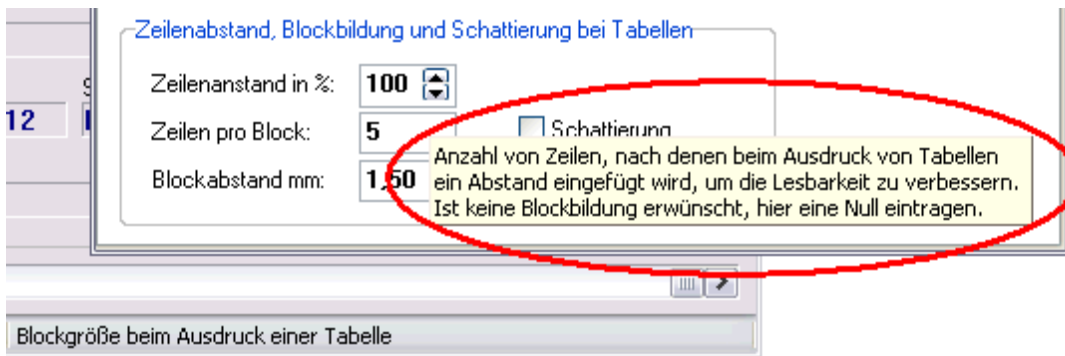 Zeilenabstand, Blockbildung und Schattierung bei Tabellen
Zeilenanstand in %: 100
12
Zeilen pro Block: 5 Schattierung
Anzahl von Zeilen, nach denen beim Ausdruck von Tabellen
Blockabstand mm: 1,50
ein Abstand eingefügt wird, um die Lesbarkeit zu verbessern.
Ist keine Blockbildung erwünscht, hier eine Null eintragen.
Blockgröße beim Ausdruck einer Tabelle